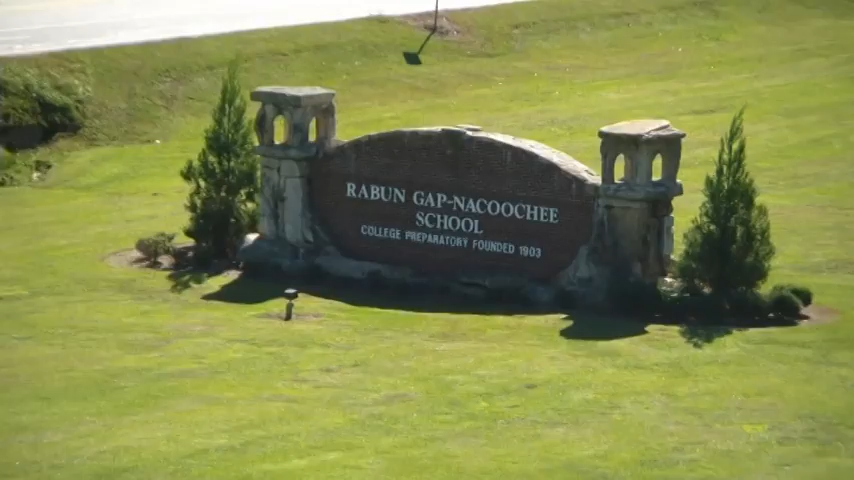 RABUN GAP-NACOOCHEE
SCHOOL
COLLEGE PREPARATORY FOUNDED 1903